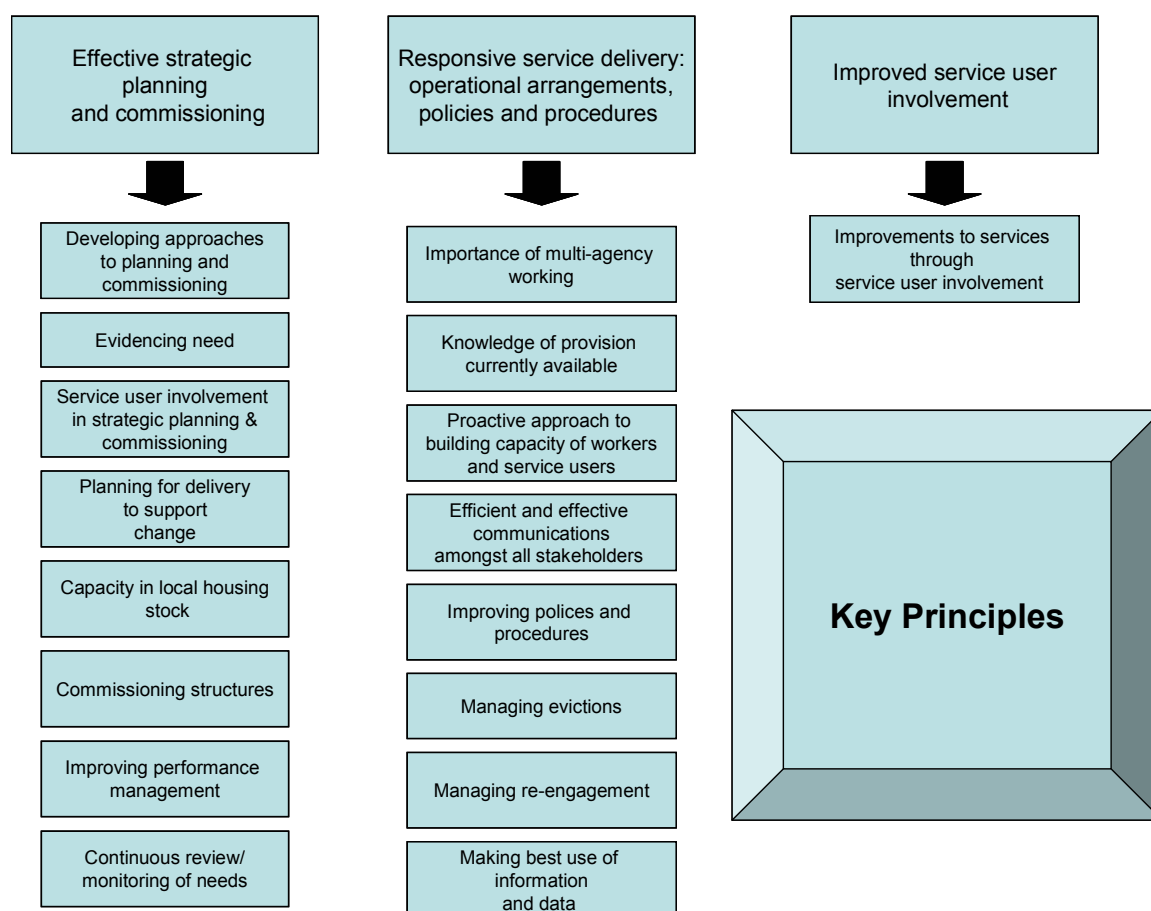 Effective strategic
planning
and commissioning
Developing approaches
to planning and
commissioning
Evidencing need
Service user involvement
in strategic planning &
commissioning
Planning for delivery
to support
change
Capacity in local housing
stock
Commissioning structures
Improving performance
management
Continuous review/
monitoring of needs
Responsive service delivery:
operational arrangements,
policies and procedures
Importance of multi-agency
working
Knowledge of provision
currently available
Proactive approach to
building capacity of workers
and service users
Efficient and effective
communications
amongst all stakeholders
Improving polices and
procedures
Managing evictions
Managing re-engagement
Making best use of
information
and data
Improved service user
involvement
Improvements to services
through
service user involvement
Key Principles